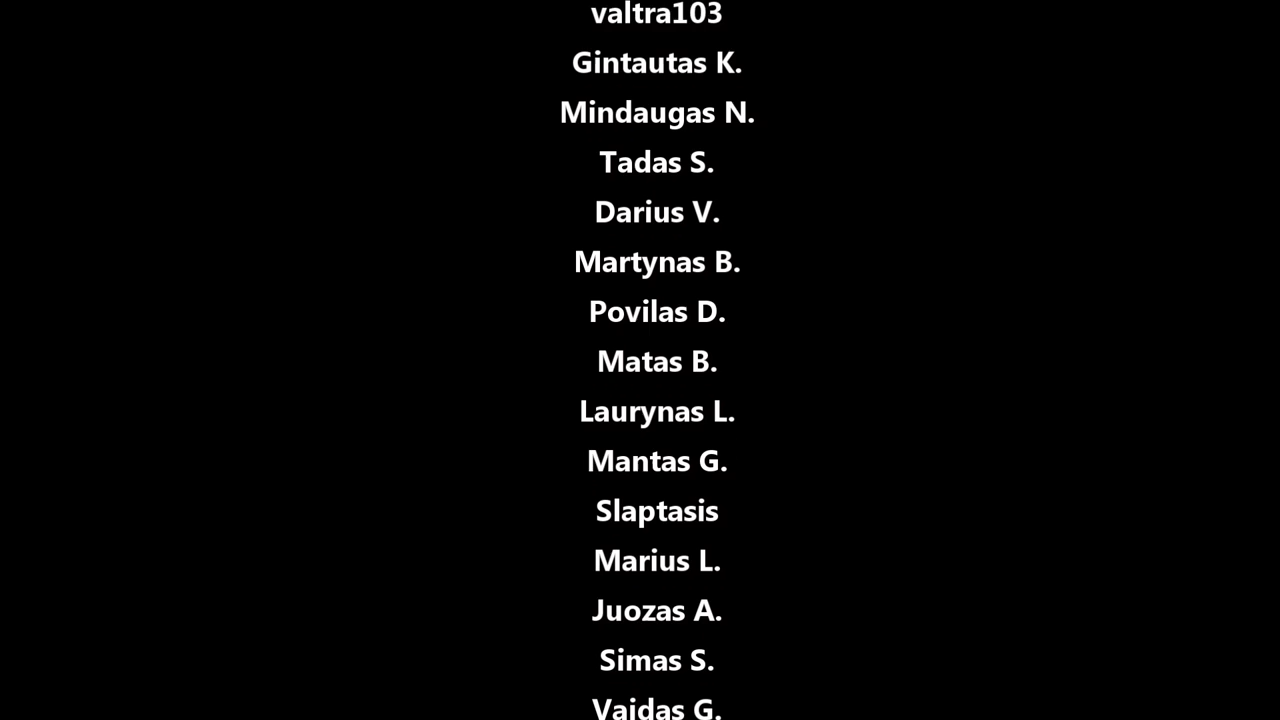 valtra103
Gintautas K.
Mindaugas N.
Tadas S.
Darius V.
Martynas B.
Povilas D.
Matas B.
Laurynas L.
Mantas G.
Slaptasis
Marius L.
Juozas A.
Simas S.
Vaidas G.